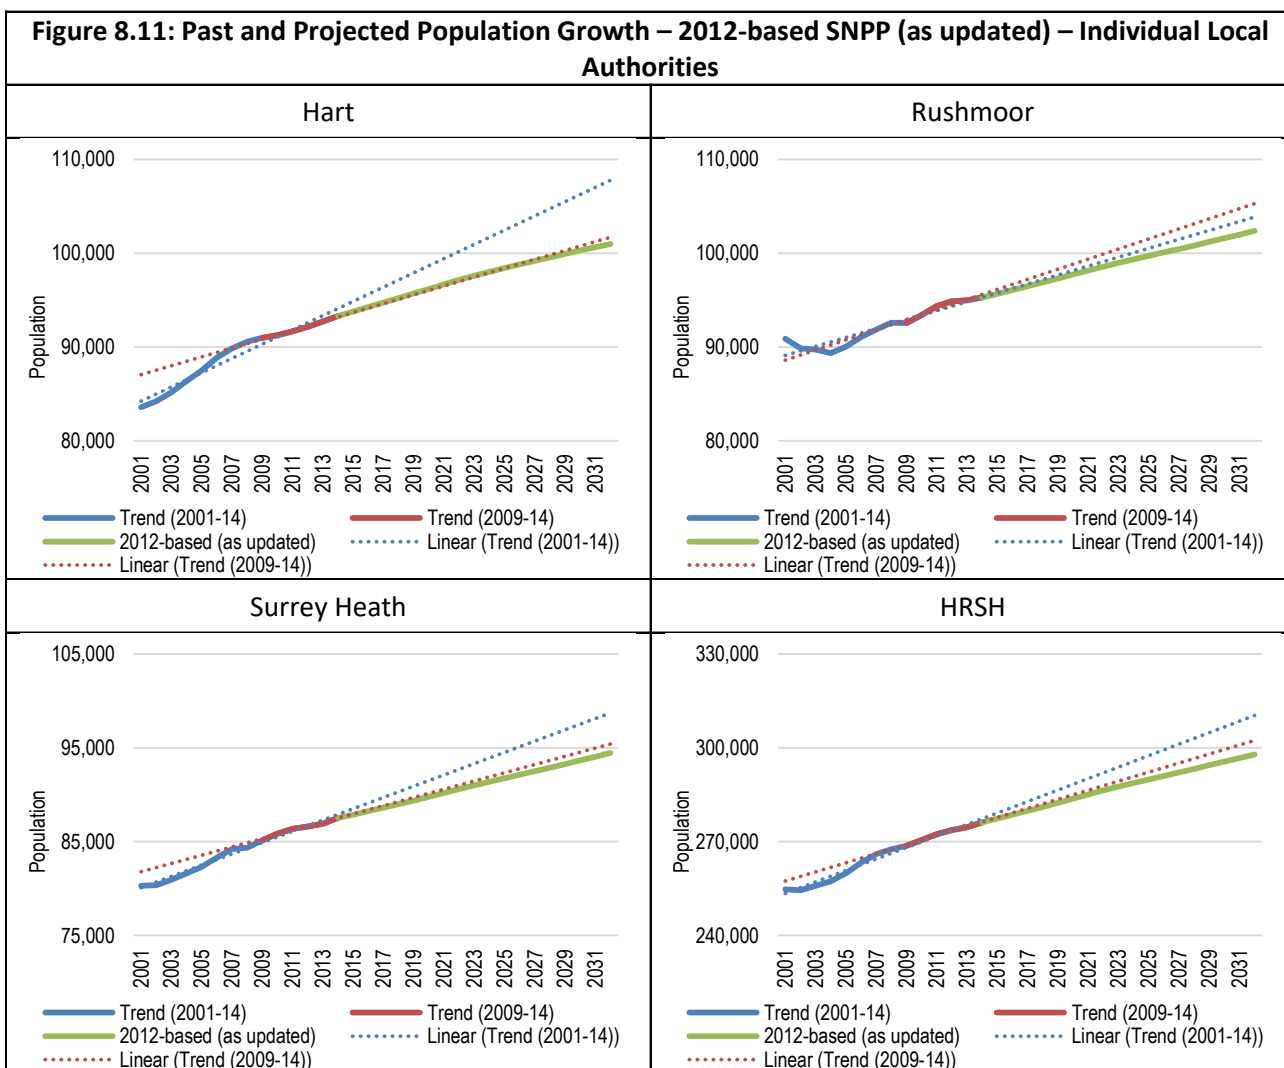 Figure 8.11: Past and Projected Population Growth – 2012-based SNPP (as updated) – Individual Local
Authorities
Hart
110,000
100,000
90,000
80,000
Population
2001 2003 2005 2007 2009 2011 2013 2015 2017 2019 2021 2023 2025 2027 2029 2031
Trend (2001-14) Trend (2009-14)
2012-based (as updated) Linear (Trend (2001-14))
Linear (Trend (2009-14))
Rushmoor
110,000
100,000
90,000
80,000
Population
2001 2003 2005 2007 2009 2011 2013 2015 2017 2019 2021 2023 2025 2027 2029 2031
Trend (2001-14) Trend (2009-14)
2012-based (as updated) Linear (Trend (2001-14))
Linear (Trend (2009-14))
Surrey Heath
105,000
95,000
85,000
75,000
Population
2001 2003 2005 2007 2009 2011 2013 2015 2017 2019 2021 2023 2025 2027 2029 2031
Trend (2001-14) Trend (2009-14)
2012-based (as updated) Linear (Trend (2001-14))
Linear (Trend (2009-14))
HRSH
330,000
300,000
270,000
240,000
Population
2001 2003 2005 2007 2009 2011 2013 2015 2017 2019 2021 2023 2025 2027 2029 2031
Trend (2001-14) Trend (2009-14)
2012-based (as updated) Linear (Trend (2001-14))
Linear (Trend (2009-14))